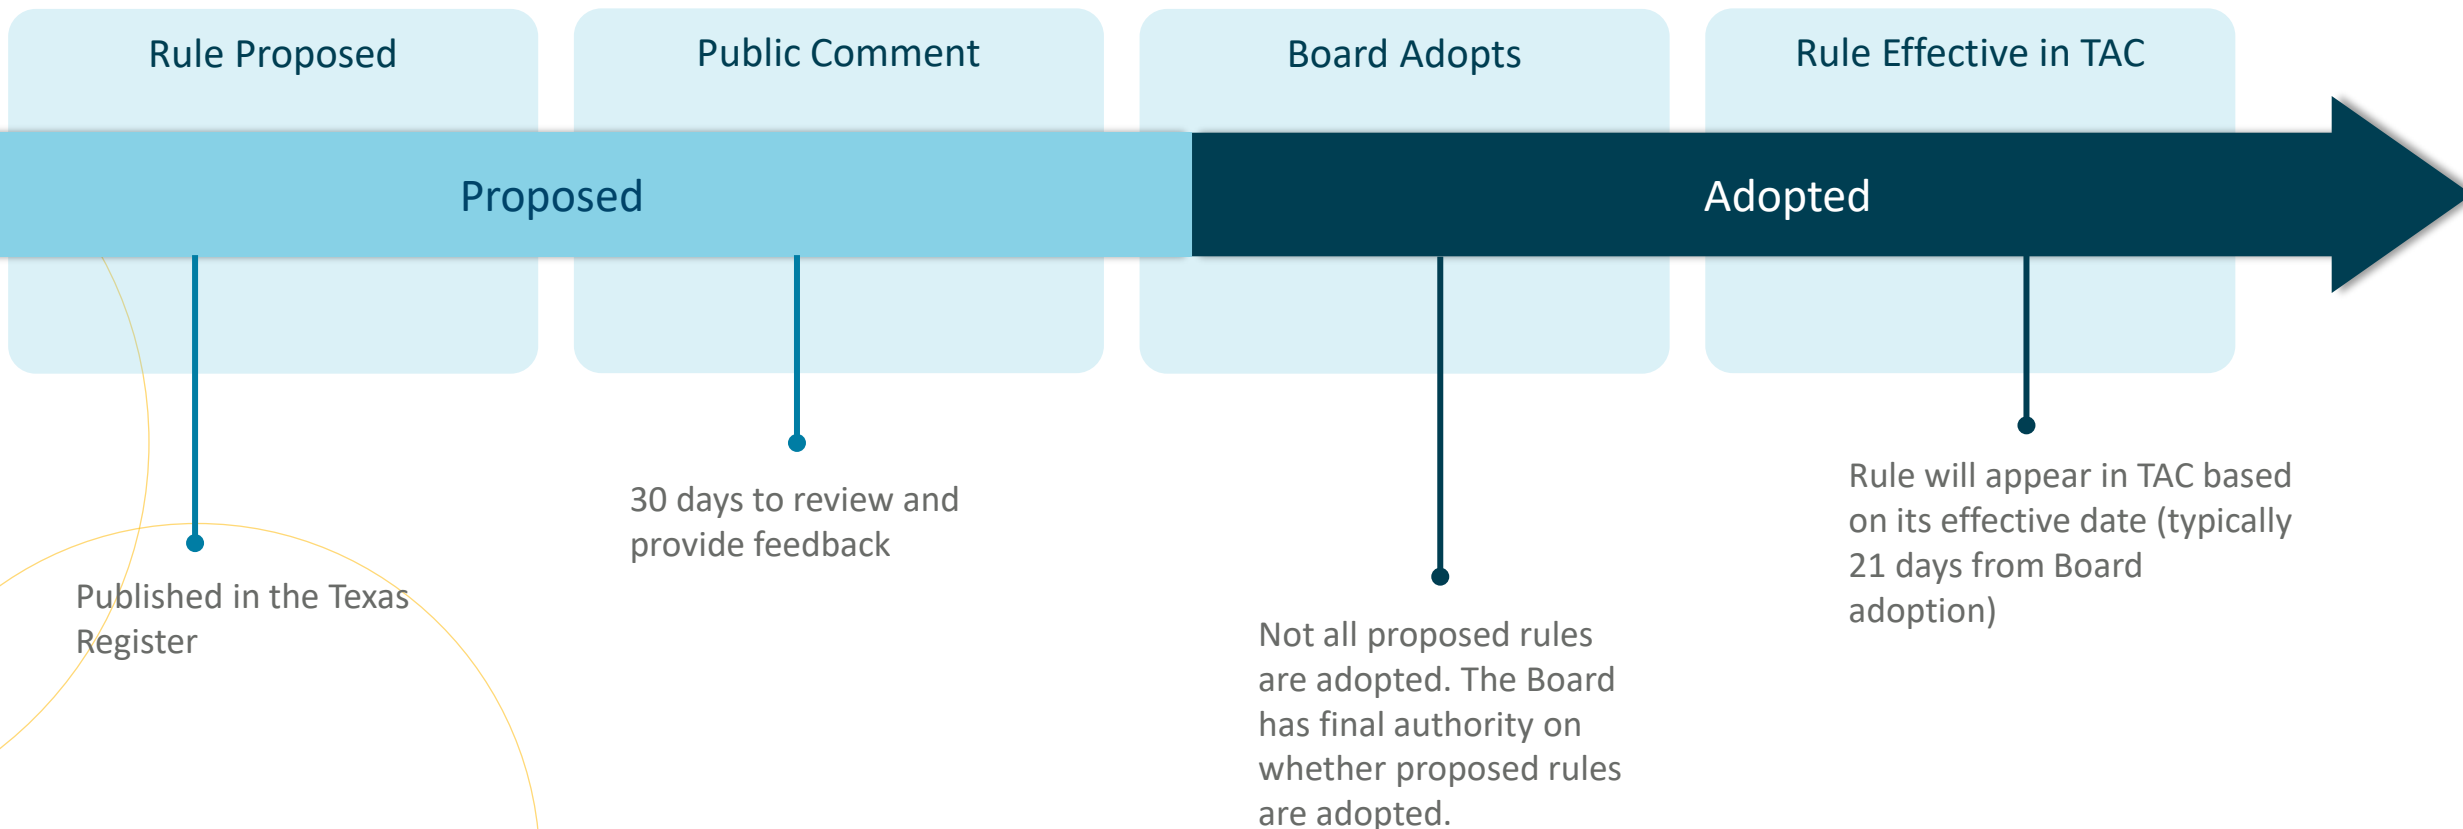 Rule Proposed
Public Comment
Board Adopts
Rule Effective in TAC
Proposed
Adopted
Published in the Texas
Register
30 days to review and
provide feedback
Not all proposed rules
are adopted. The Board
has final authority on
whether proposed rules
are adopted.
Rule will appear in TAC based
on its effective date (typically
21 days from Board
adoption)